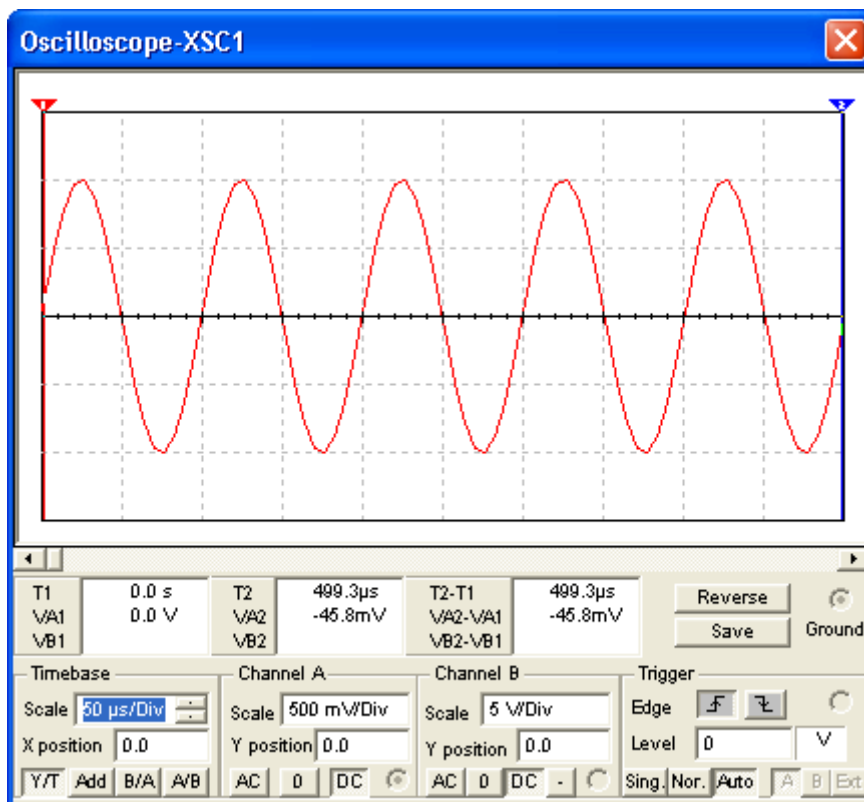 Oscilloscope-XSC1
1 2
T1 0.0 s T2 499.3µs T2-T1 499.3µs
VA1 0.0 V VA2 -45.8mV VA2-VA1 -45.8mV
VB1 VB2 VB2-VB1
Reverse
Save
Ground
Timebase Channel A Channel B Trigger
Scale 50 µs/Div Scale 500 mV/Div Scale 5 V/Div Edge
X position 0.0 Y position 0.0 Y position 0.0 Level 0 V
Y/T Add B/A A/B AC 0 DC AC 0 DC - Sing. Nor. Auto A B Ext